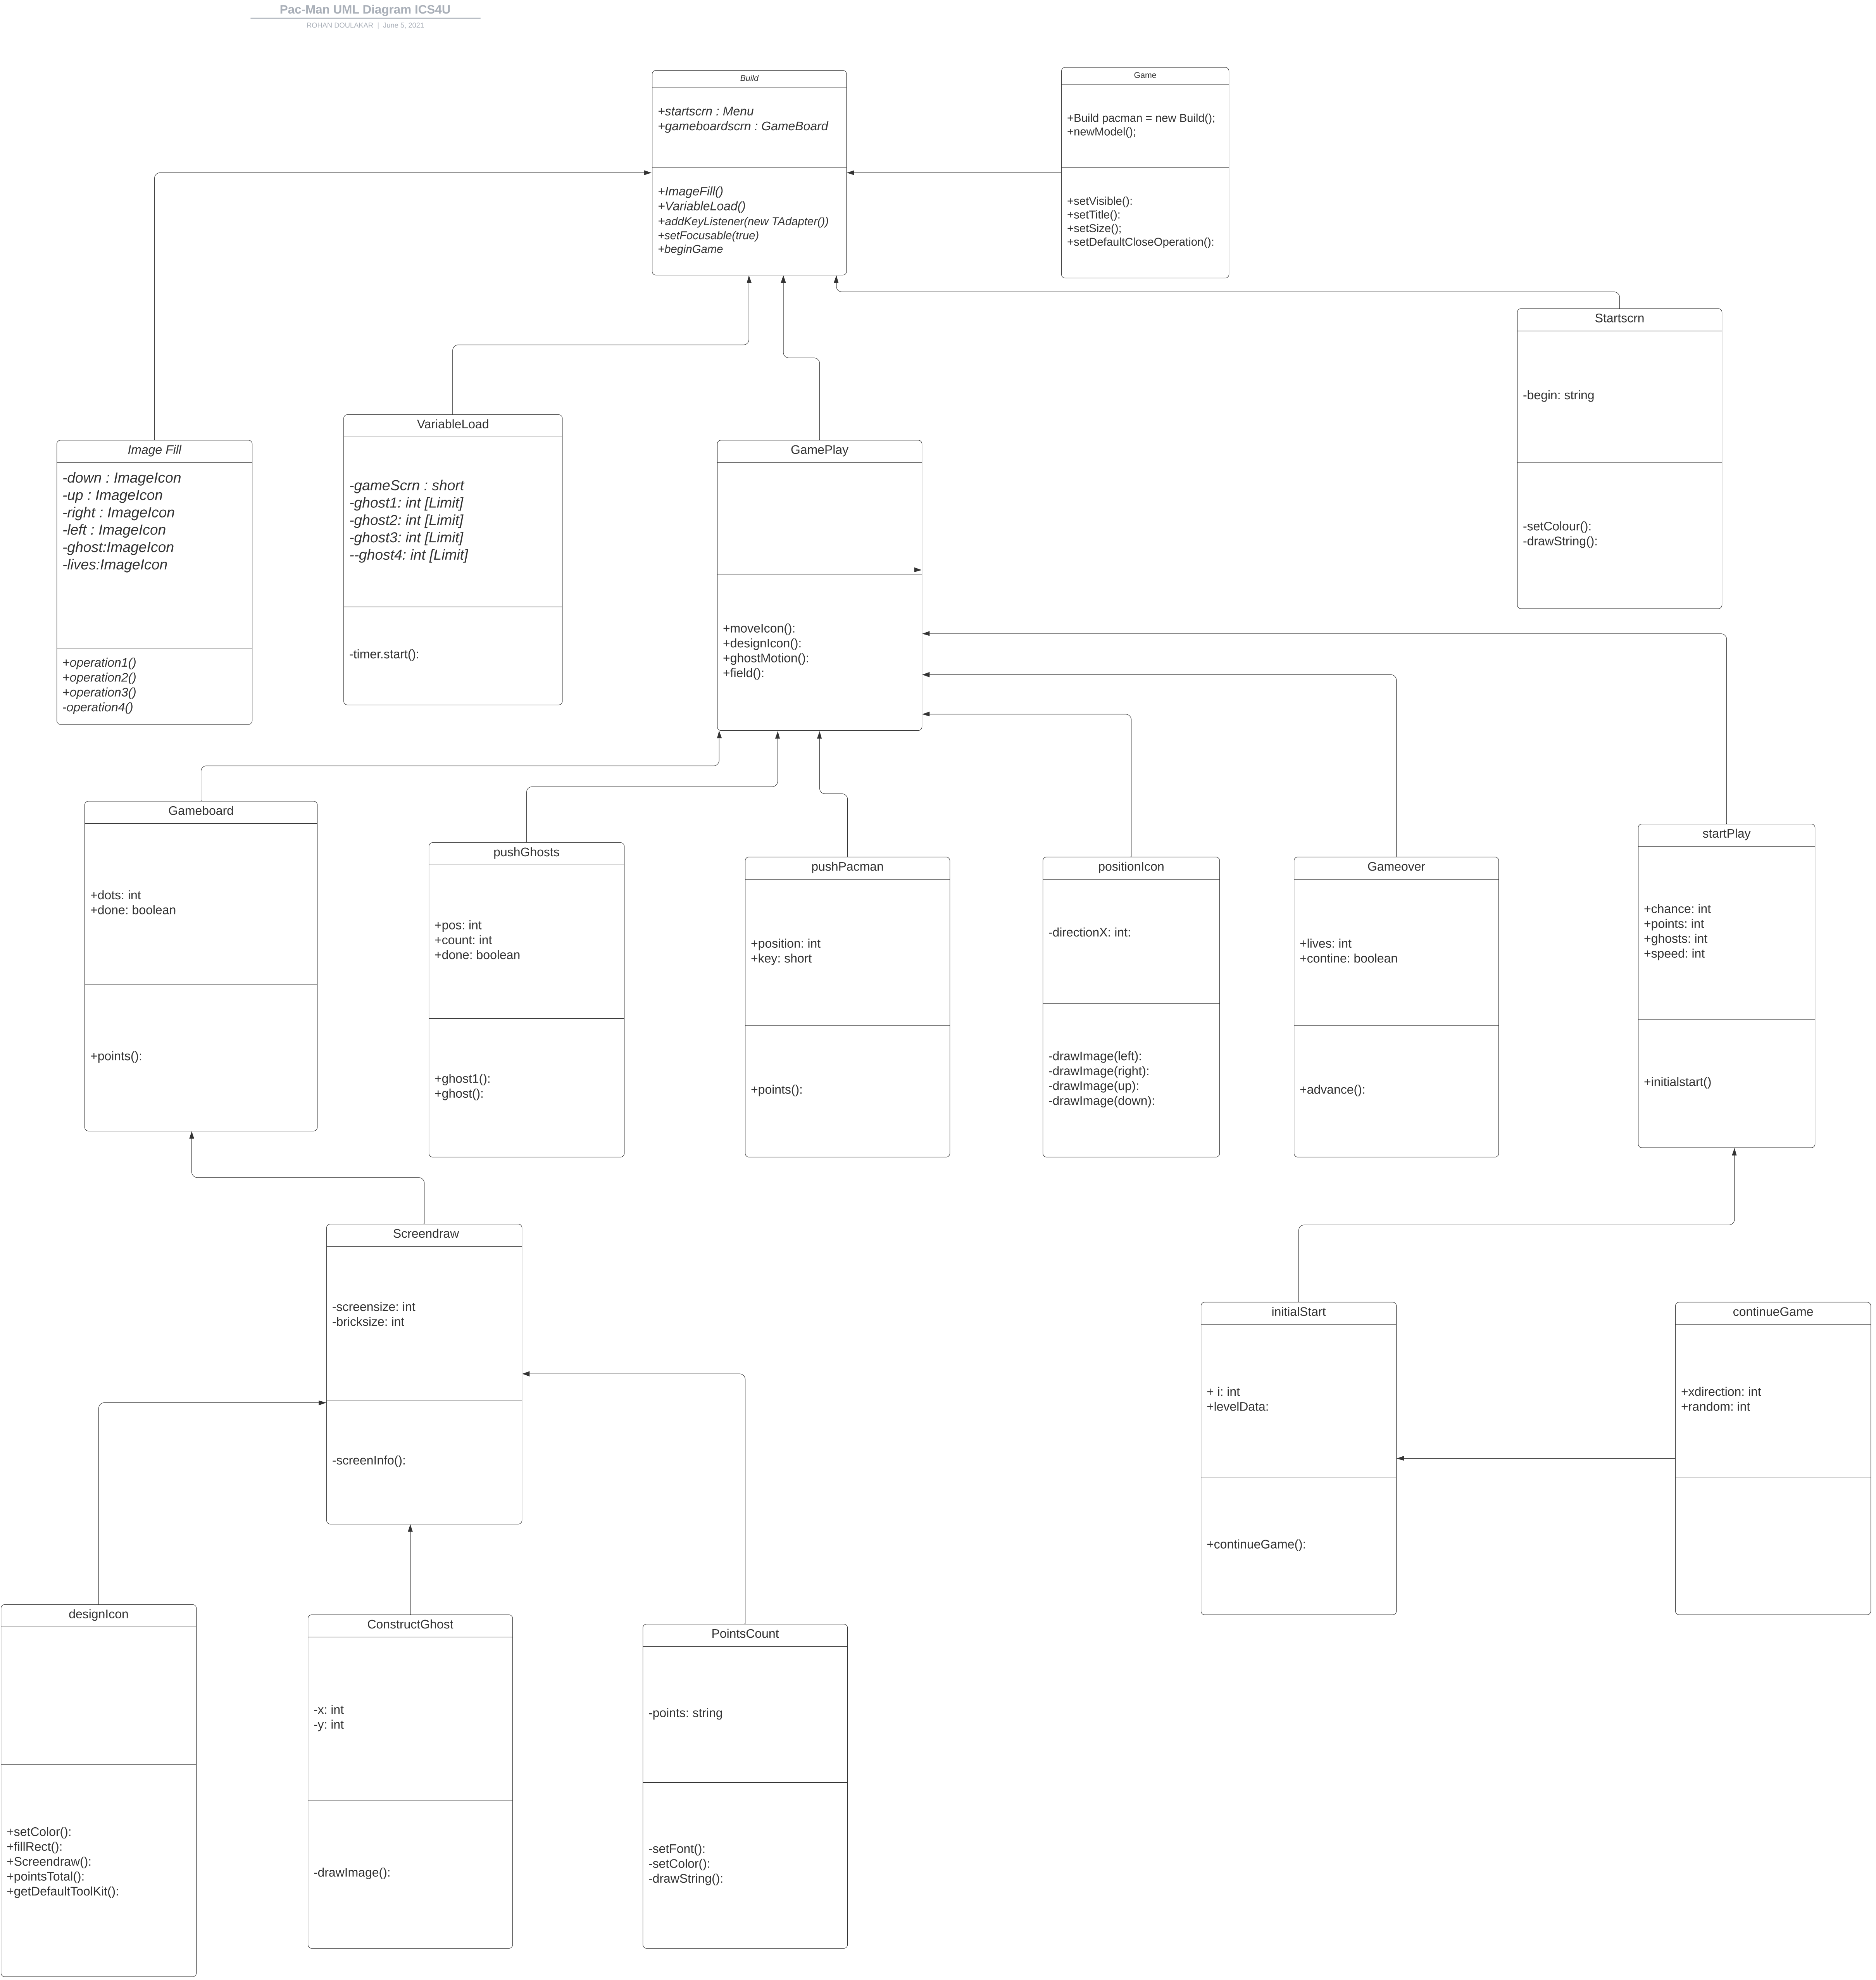 Pac-Man UML Diagram ICS4U
ROHAN DOULAKAR | June 5, 2021
Build
+startscrn : Menu
+gameboardscrn : GameBoard
+ImageFill()
+VariableLoad()
+addKeyListener(new TAdapter())
+setFocusable(true)
+beginGame
Game
+Build pacman = new Build();
+newModel();
+setVisible():
+setTitle():
+setSize();
+setDefaultCloseOperation():
Startscrn
-begin: string
-setColour():
-drawString():
Image Fill
-down : ImageIcon
-up : ImageIcon
-right : ImageIcon
-left : ImageIcon
-ghost:ImageIcon
-lives:ImageIcon
+operation1()
+operation2()
+operation3()
-operation4()
VariableLoad
-gameScrn : short
-ghost1: int [Limit]
-ghost2: int [Limit]
-ghost3: int [Limit]
--ghost4: int [Limit]
-timer.start():
GamePlay
+moveIcon():
+designIcon():
+ghostMotion():
+field():
Gameboard
+dots: int
+done: boolean
+points():
pushGhosts
+pos: int
+count: int
+done: boolean
+ghost1():
+ghost():
pushPacman
+position: int
+key: short
+points():
positionIcon
-directionX: int:
-drawImage(left):
-drawImage(right):
-drawImage(up):
-drawImage(down):
Gameover
+lives: int
+contine: boolean
+advance():
startPlay
+chance: int
+points: int
+ghosts: int
+speed: int
+initialstart()
Screendraw
-screensize: int
-bricksize: int
-screenInfo():
initialStart
+ i: int
+levelData:
+continueGame():
continueGame
+xdirection: int
+random: int
designIcon
+setColor():
+fillRect():
+Screendraw():
+pointsTotal():
+getDefaultToolKit():
ConstructGhost
-x: int
-y: int
-drawImage():
PointsCount
-points: string
-setFont():
-setColor():
-drawString():